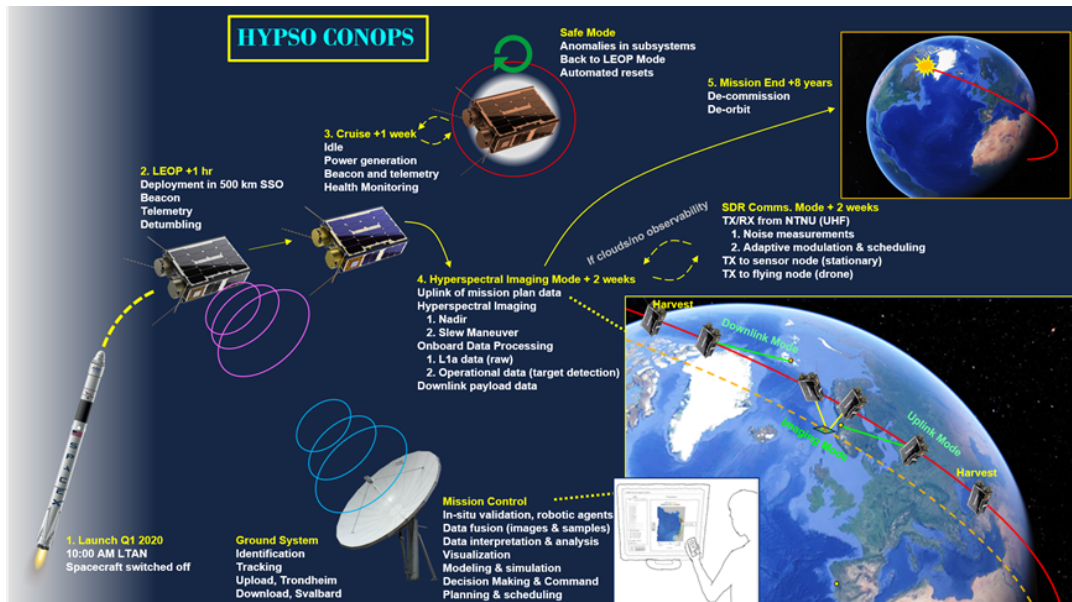 HYPSO CONOPS
Safe Mode
Anomalies in subsystems
Back to LEOP Mode
Automated resets
5. Mission End +8 years
De-commission
De-orbit
3. Cruise +1 week
Idle
Power generation
Beacon and telemetry
Health Monitoring
2. LEOP +1 hr
Deployment in 500 km SSO
Beacon
Telemetry
Detumbling
If clouds/no observability
SDR Comms. Mode + 2 weeks
TX/RX from NTNU (UHF)
1. Noise measurements
2. Adaptive modulation & scheduling
TX to sensor node (stationary)
TX to flying node (drone)
4. Hyperspectral Imaging Mode + 2 weeks
Uplink of mission plan data
Hyperspectral Imaging
1. Nadir
2. Slew Maneuver
Onboard Data Processing
1. L1a data (raw)
2. Operational data (target detection)
Downlink payload data
Harvest
Downlink Mode
Imaging Mode
Uplink Mode
Harvest
1. Launch Q1 2020
10:00 AM LTAN
Spacecraft switched off
Ground System
Identification
Tracking
Upload, Trondheim
Download, Svalbard
Mission Control
In-situ validation, robotic agents
Data fusion (images & samples)
Data interpretation & analysis
Visualization
Modeling & simulation
Decision Making & Command
Planning & scheduling